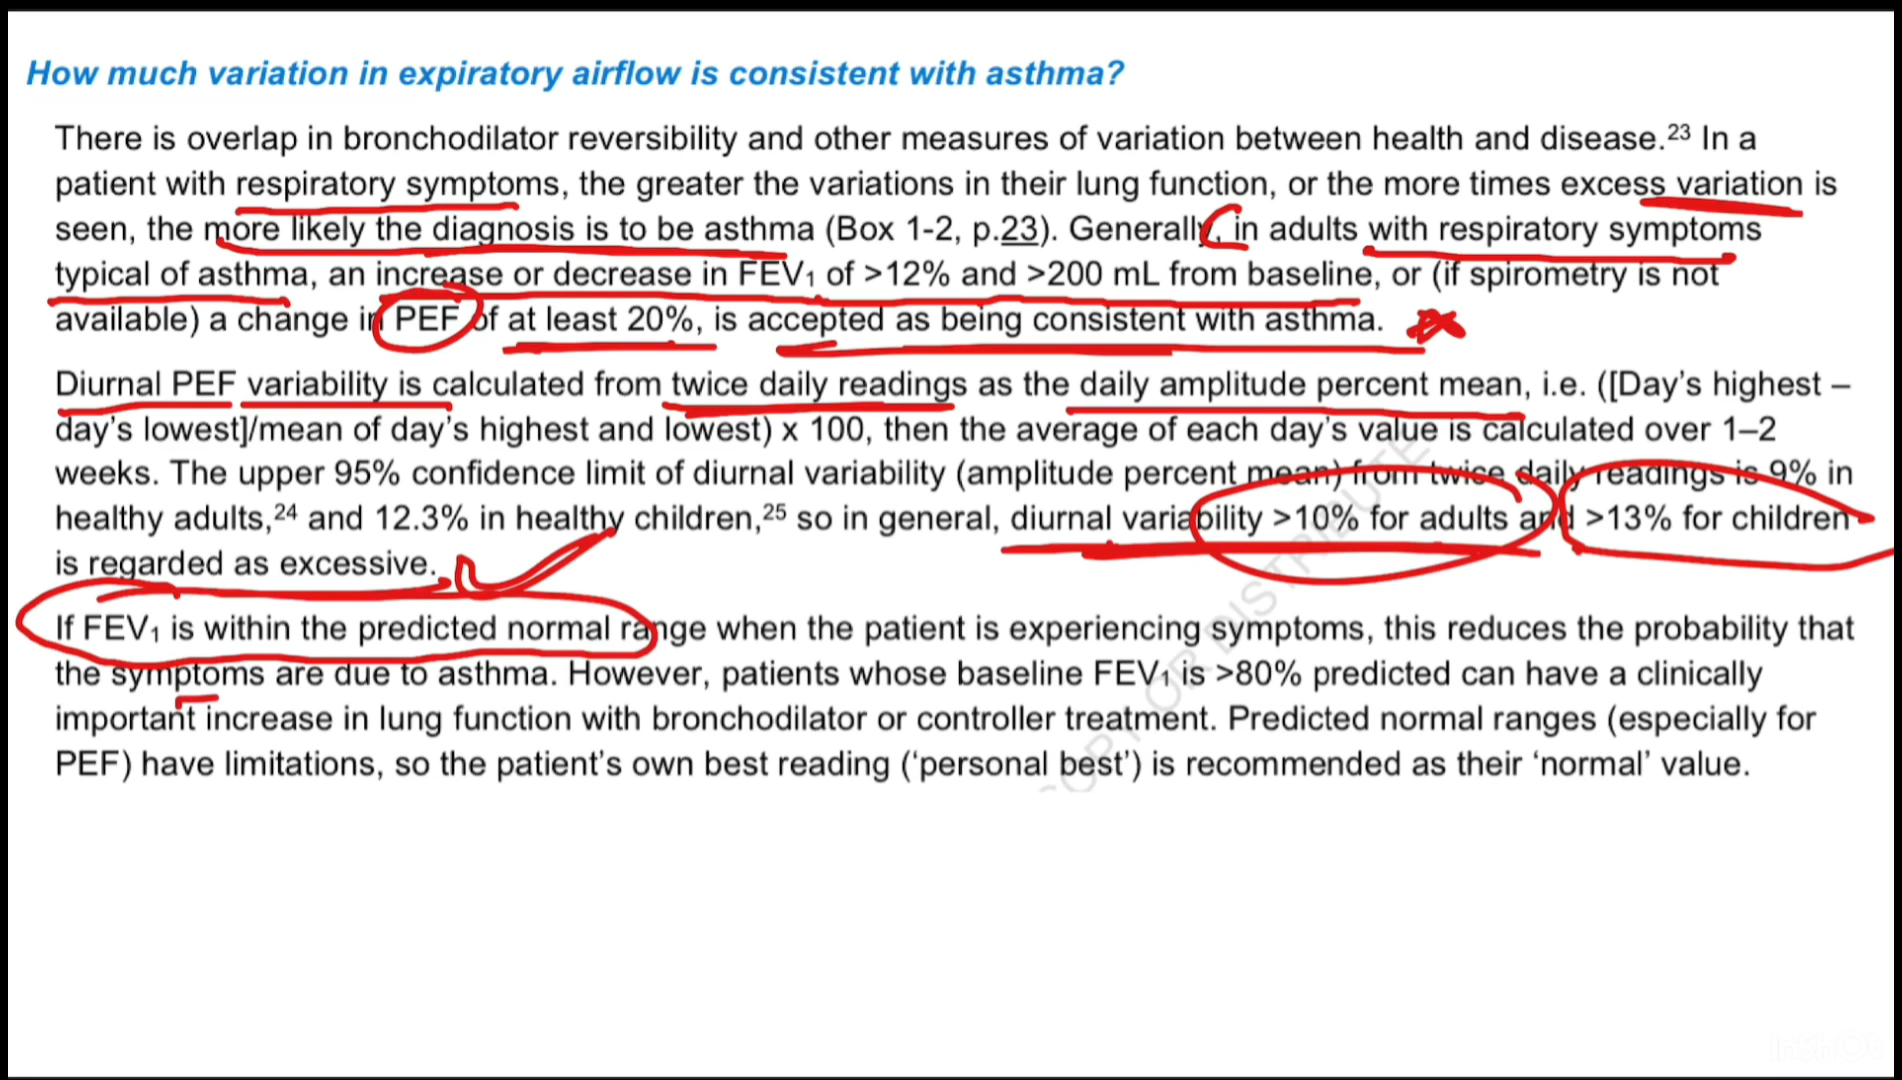 How much variation in expiratory airflow is consistent with asthma?
There is overlap in bronchodilator reversibility and other measures of variation between health and disease.²³ In a
patient with respiratory symptoms, the greater the variations in their lung function, or the more times excess variation is
seen, the more likely the diagnosis is to be asthma (Box 1-2, p.23). Generally, in adults with respiratory symptoms
typical of asthma, an increase or decrease in FEV₁ of >12% and >200 mL from baseline, or (if spirometry is not
available) a change in PEF of at least 20%, is accepted as being consistent with asthma.
Diurnal PEF variability is calculated from twice daily readings as the daily amplitude percent mean, i.e. ([Day’s highest –
day’s lowest]/mean of day’s highest and lowest) x 100, then the average of each day’s value is calculated over 1–2
weeks. The upper 95% confidence limit of diurnal variability (amplitude percent mean) from twice daily readings is 9% in
healthy adults,²⁴ and 12.3% in healthy children,²⁵ so in general, diurnal variability >10% for adults and >13% for children
is regarded as excessive.
If FEV₁ is within the predicted normal range when the patient is experiencing symptoms, this reduces the probability that
the symptoms are due to asthma. However, patients whose baseline FEV₁ is >80% predicted can have a clinically
important increase in lung function with bronchodilator or controller treatment. Predicted normal ranges (especially for
PEF) have limitations, so the patient’s own best reading (‘personal best’) is recommended as their ‘normal’ value.
COPY OR DISTRIBUTE